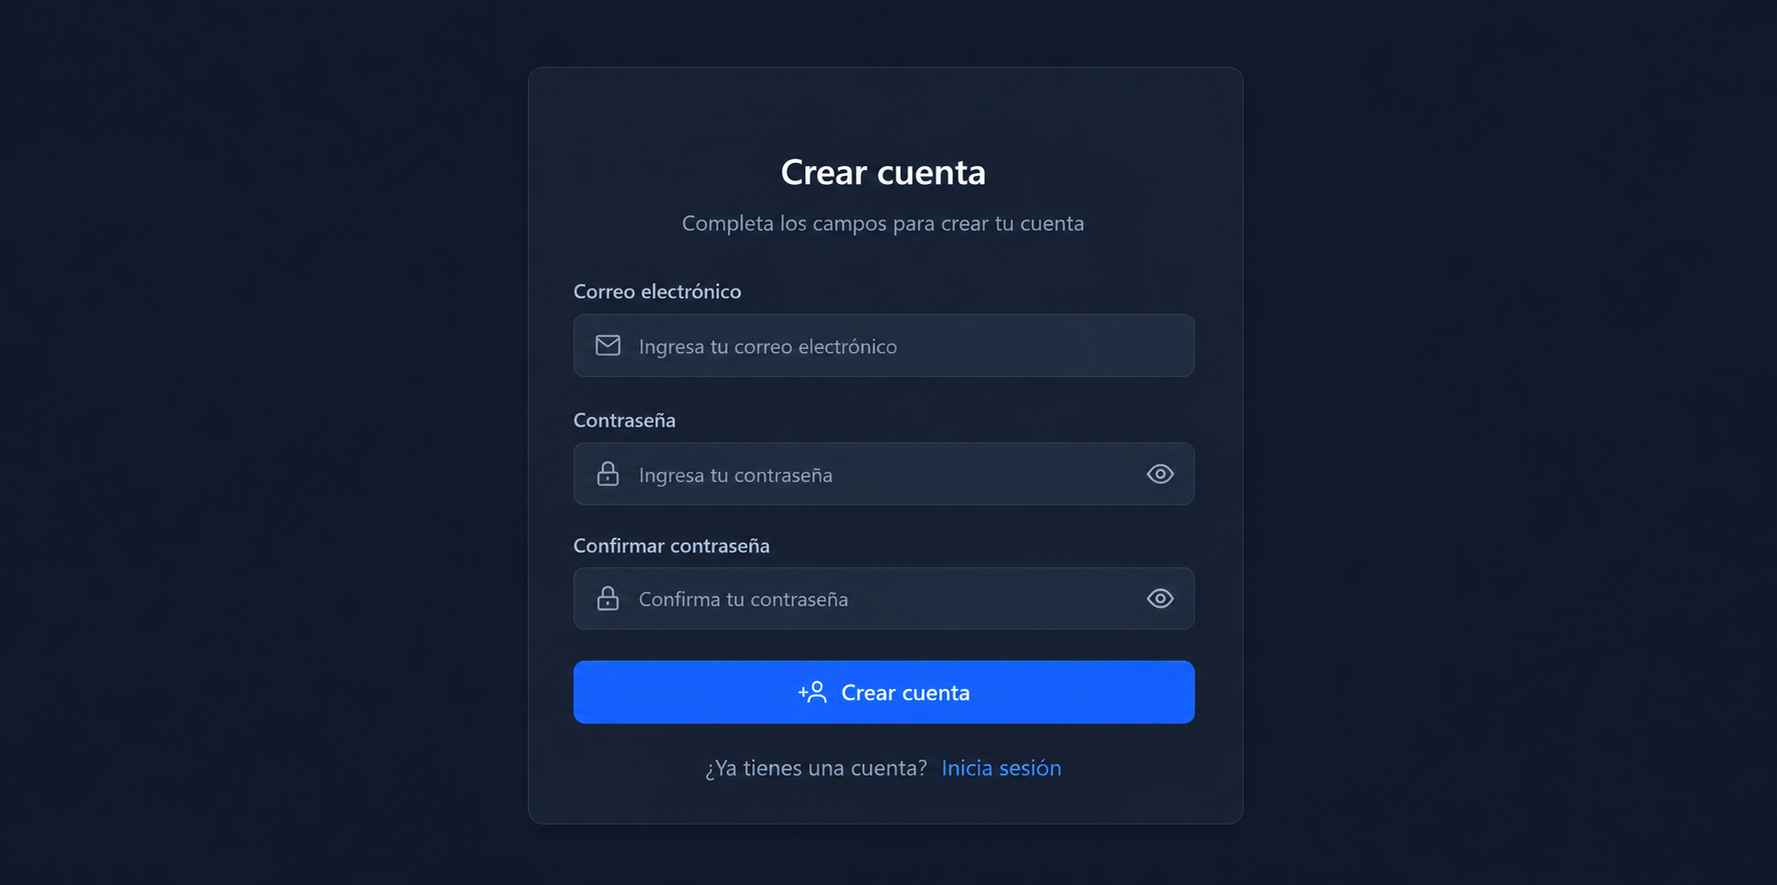 Crear cuenta
Completa los campos para crear tu cuenta
Correo electrónico
Ingresa tu correo electrónico
Contraseña
Ingresa tu contraseña
Confirmar contraseña
Confirma tu contraseña
Crear cuenta
¿Ya tienes una cuenta? Inicia sesión